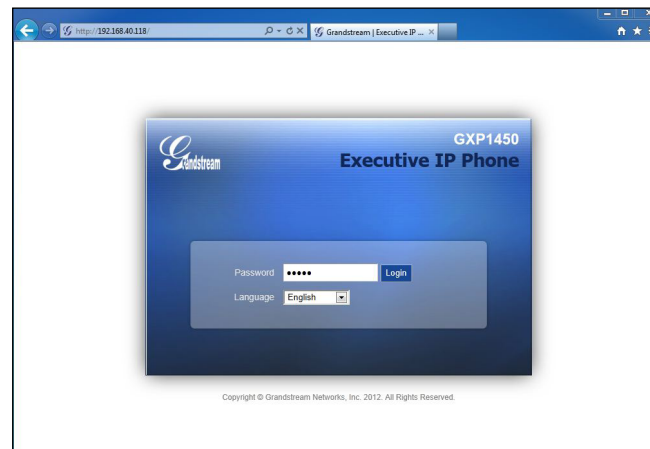 http://192.168.40.118/
Grandstream | Executive IP ...
Grandstream
GXP1450
Executive IP Phone
Password
Login
Language English
Copyright © Grandstream Networks, Inc. 2012. All Rights Reserved.